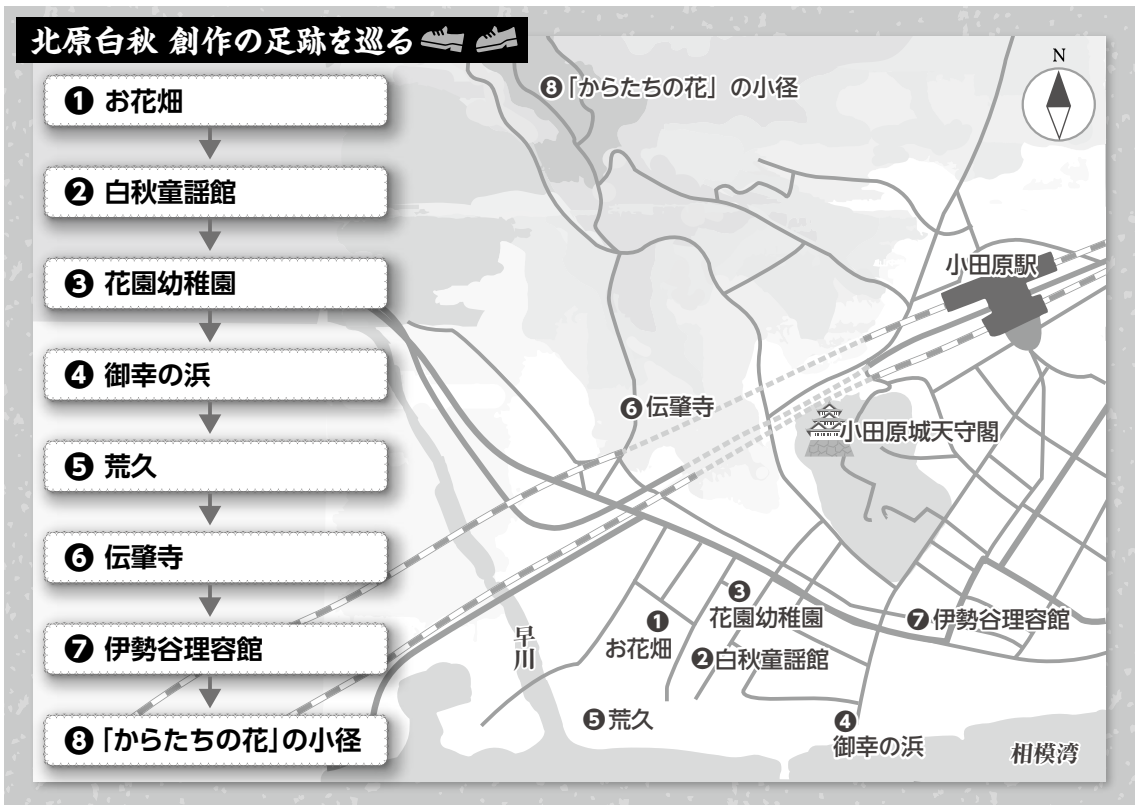 北原白秋 創作の足跡を巡る
❶ お花畑
❷ 白秋童謡館
❸ 花園幼稚園
❹ 御幸の浜
❺ 荒久
❻ 伝肇寺
❼ 伊勢谷理容館
❽「からたちの花」の小径
❽「からたちの花」の小径
N
小田原駅
❻ 伝肇寺
小田原城天守閣
❸
花園幼稚園
❶
お花畑
❼ 伊勢谷理容館
❷ 白秋童謡館
早川
❺ 荒久
❹
御幸の浜
相模湾